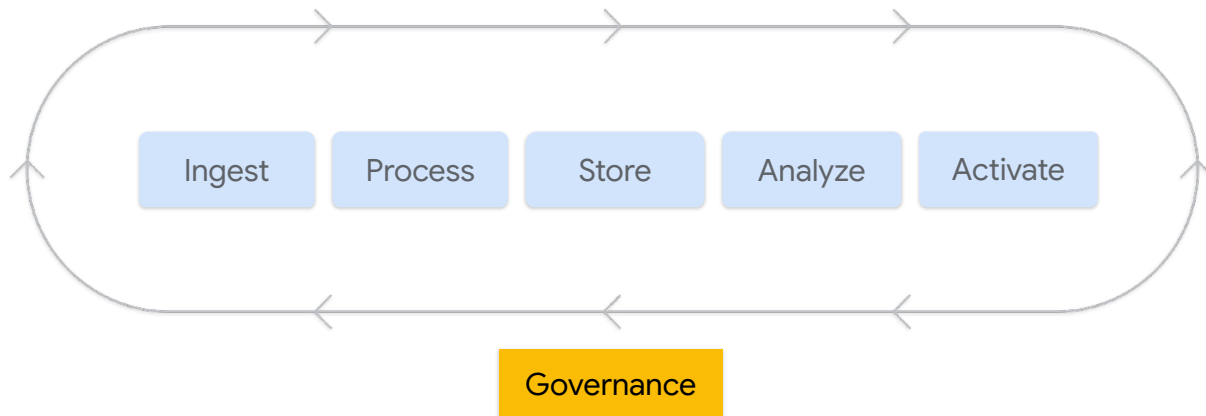 Ingest
Process
Store
Analyze
Activate
Governance